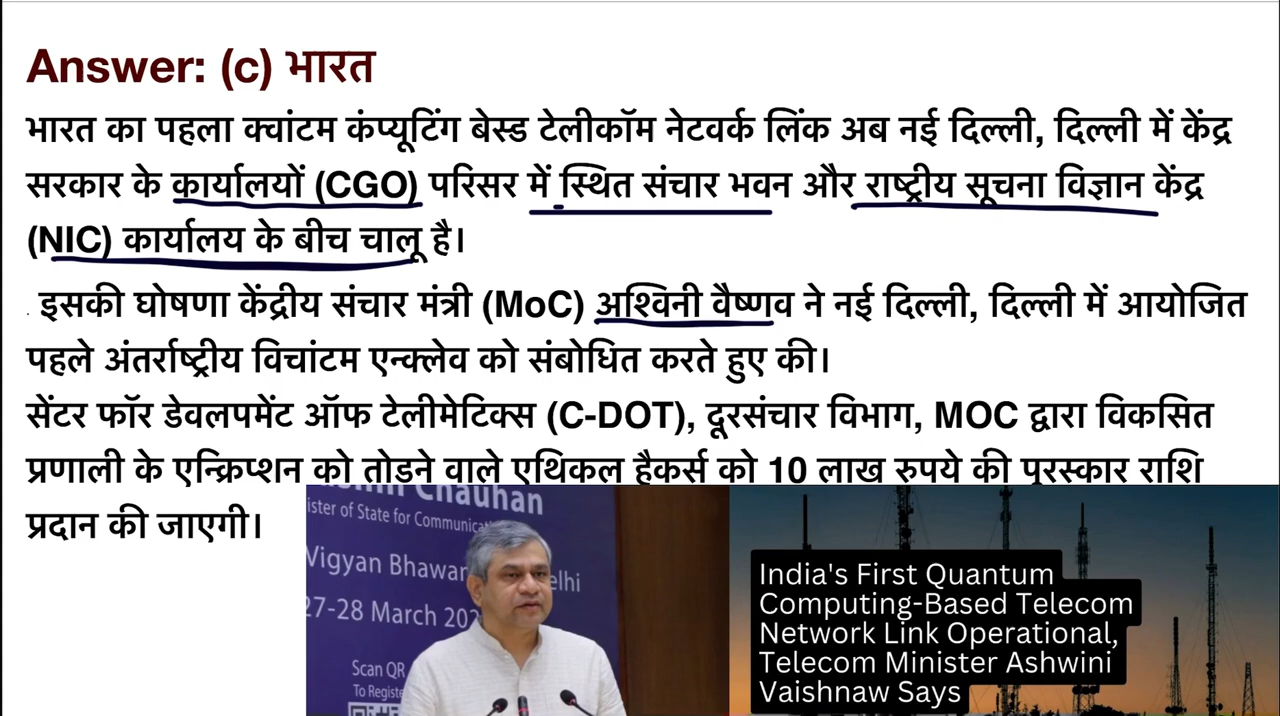 Answer: (c) भारत
भारत का पहला क्वांटम कंप्यूटिंग बेस्ड टेलीकॉम नेटवर्क लिंक अब नई दिल्ली, दिल्ली में केंद्र
सरकार के कार्यालयों (CGO) परिसर में स्थित संचार भवन और राष्ट्रीय सूचना विज्ञान केंद्र
(NIC) कार्यालय के बीच चालू है।
इसकी घोषणा केंद्रीय संचार मंत्री (MoC) अश्विनी वैष्णव ने नई दिल्ली, दिल्ली में आयोजित
पहले अंतर्राष्ट्रीय विचांटम एन्क्लेव को संबोधित करते हुए की।
सेंटर फॉर डेवलपमेंट ऑफ टेलीमेटिक्स (C-DOT), दूरसंचार विभाग, MOC द्वारा विकसित
प्रणाली के एन्क्रिप्शन को तोडने वाले एथिकल हैकर्स को 10 लाख रुपये की पुरस्कार राशि
प्रदान की जाएगी।
Chauhan
ister of State for Communicat
Vigyan Bhawan elhi
27-28 March 202
Scan QR
To Registe
India's First Quantum
Computing-Based Telecom
Network Link Operational,
Telecom Minister Ashwini
Vaishnaw Says